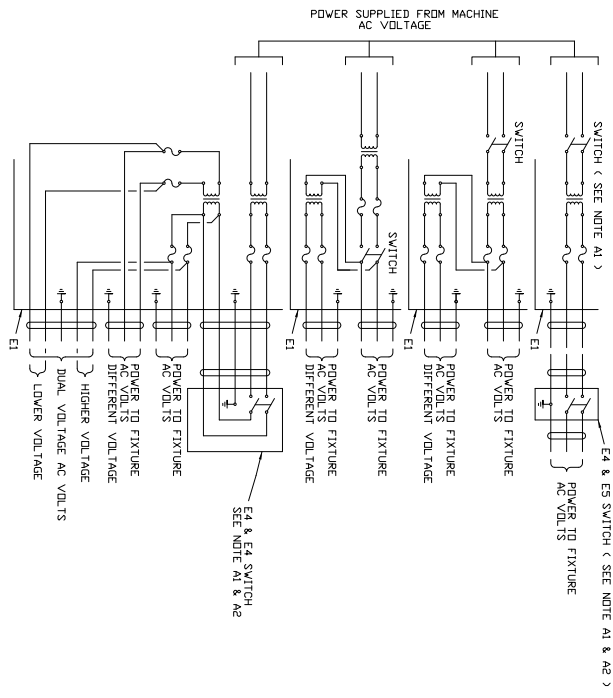 POWER SUPPLIED FROM MACHINE
AC VOLTAGE
SWITCH ( SEE NOTE A1 )
SWITCH
SWITCH
E1
E1
E1
E1
E4 & E5 SWITCH ( SEE NOTE A1 & A2 )
POWER TO FIXTURE
AC VOLTS
POWER TO FIXTURE
AC VOLTS
POWER TO FIXTURE
AC VOLTS
DIFFERENT VOLTAGE
POWER TO FIXTURE
AC VOLTS
POWER TO FIXTURE
AC VOLTS
DIFFERENT VOLTAGE
E4 & E4 SWITCH
SEE NOTE A1 & A2
POWER TO FIXTURE
AC VOLTS
POWER TO FIXTURE
AC VOLTS
DIFFERENT VOLTAGE
HIGHER VOLTAGE
DUAL VOLTAGE AC VOLTS
LOWER VOLTAGE